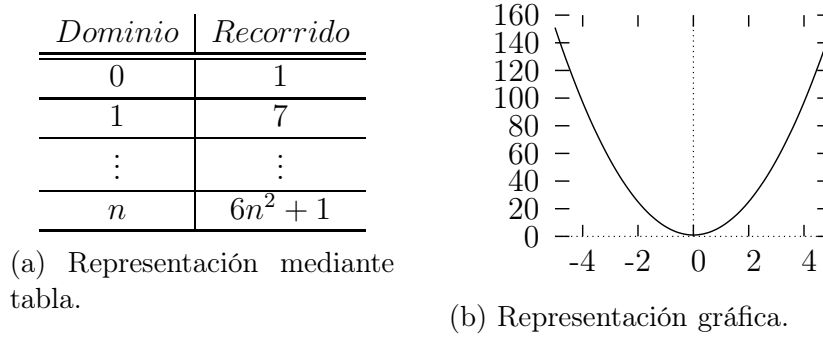 Dominio Recorrido
0 1
1 7
⋮ ⋮
n 6n² + 1
(a) Representación mediante
tabla.
160
140
120
100
80
60
40
20
0
-4 -2 0 2 4
(b) Representación gráfica.